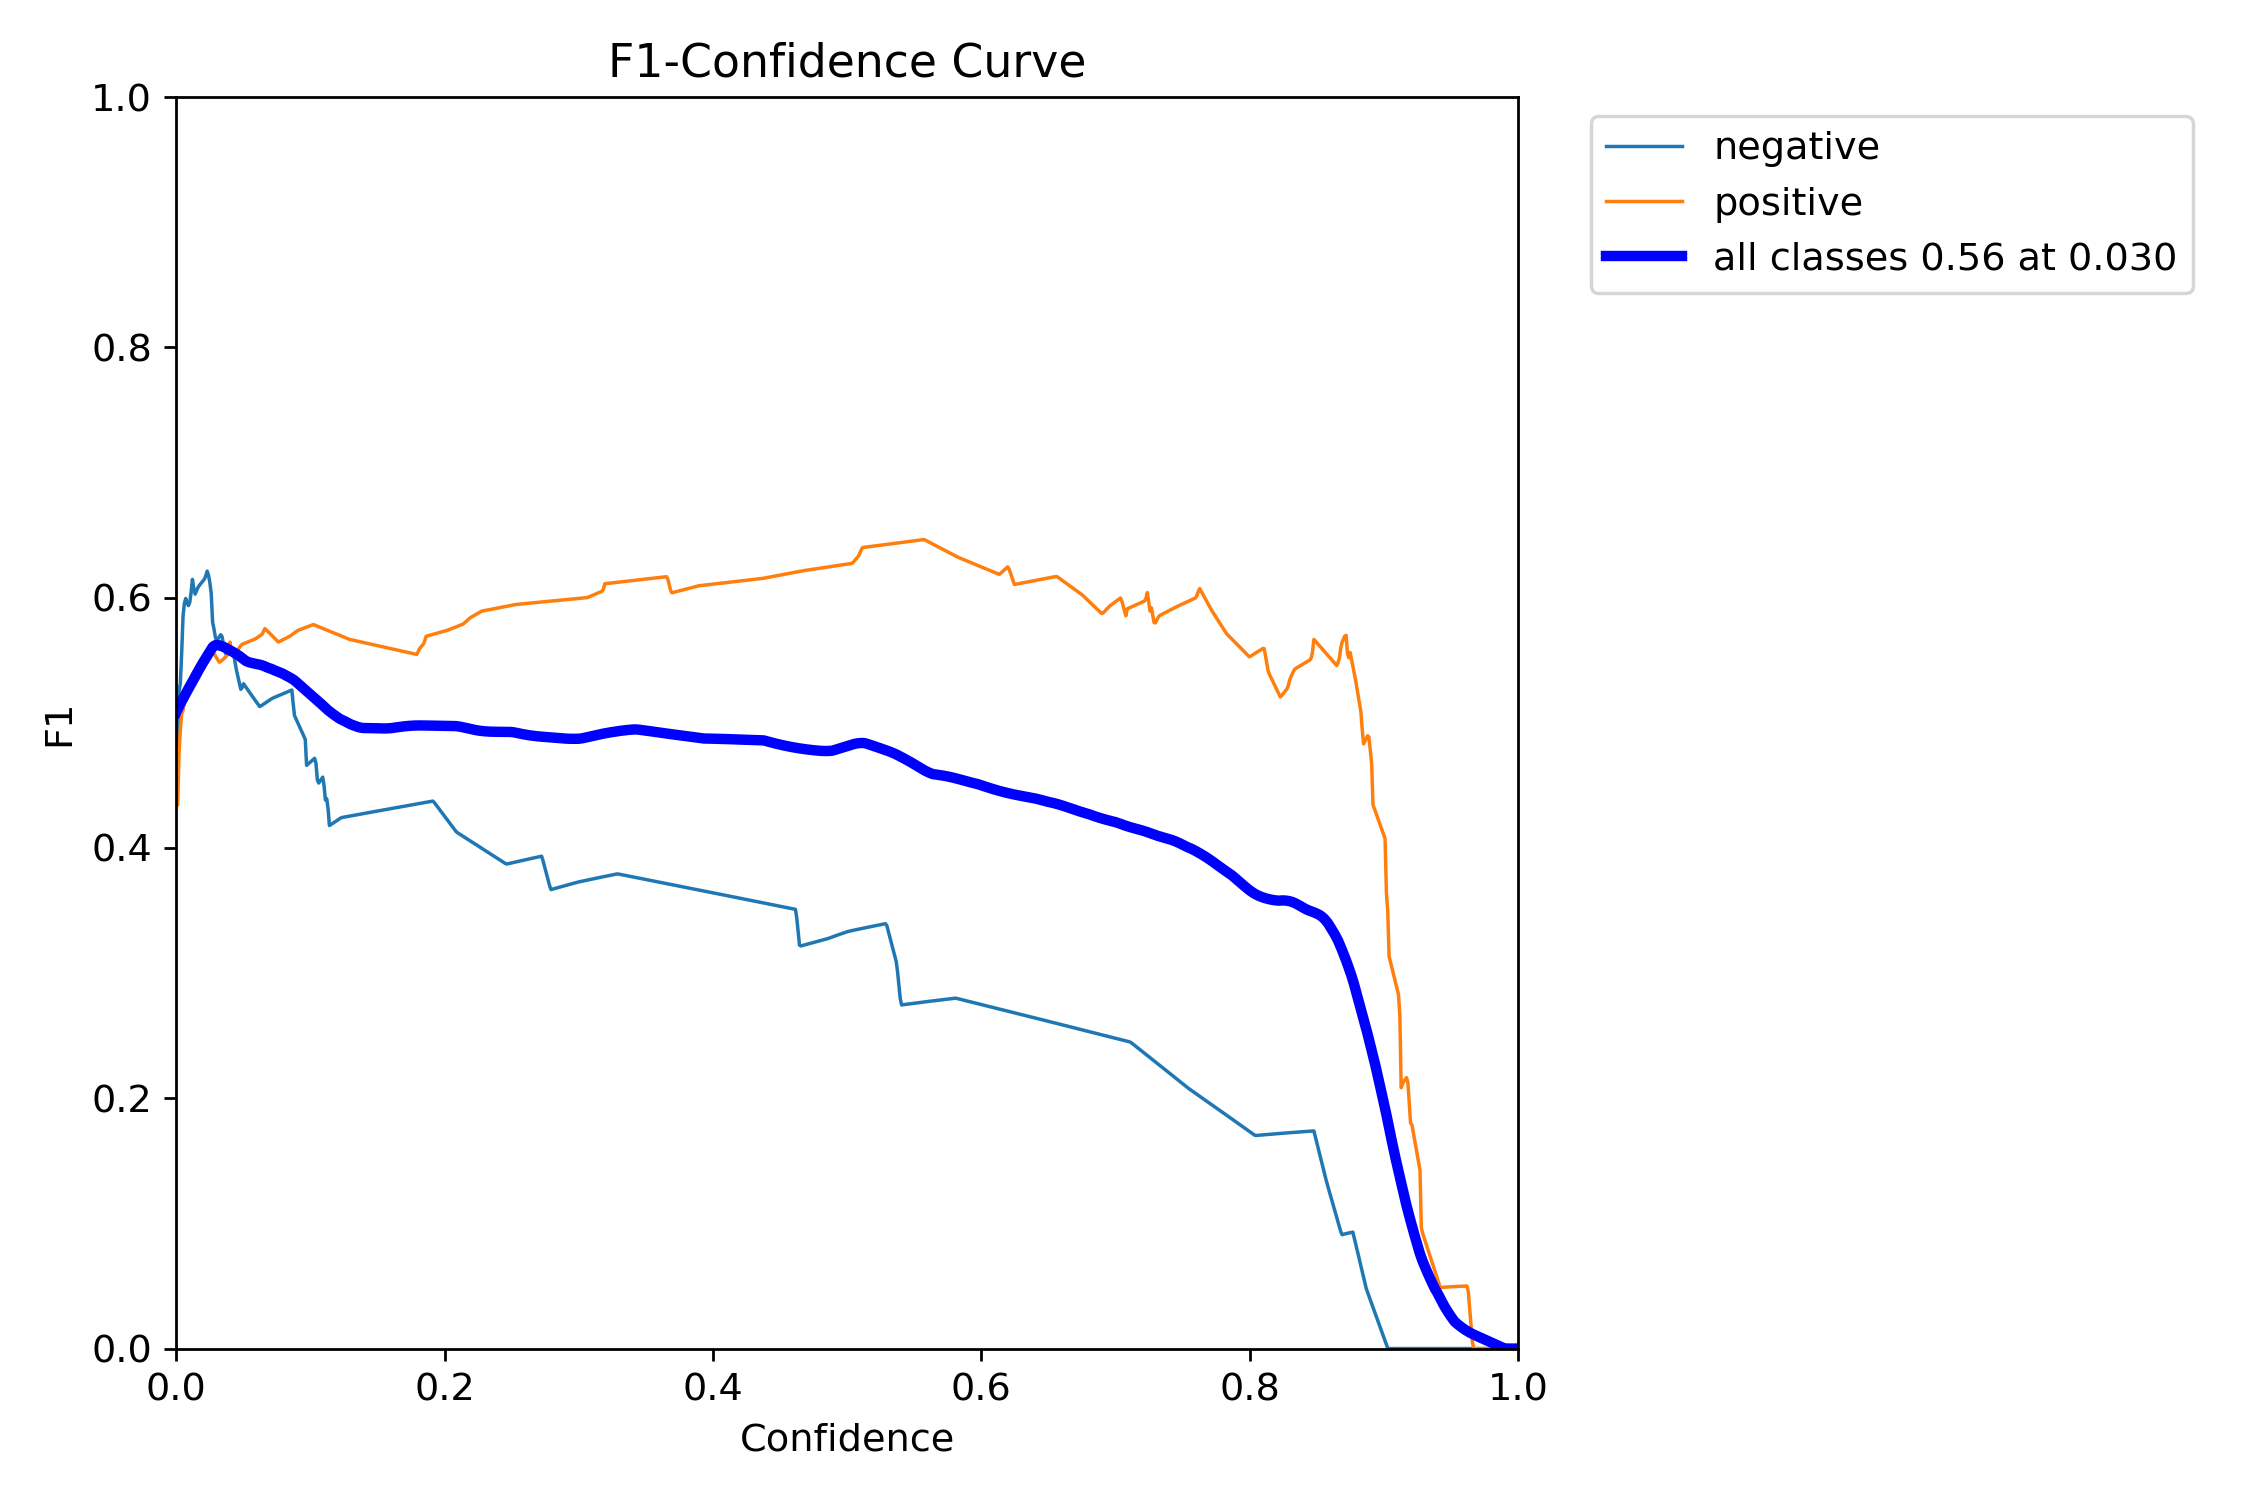 F1-Confidence Curve
1.0
0.8
0.6
0.4
0.2
0.0
F1
0.0 0.2 0.4 0.6 0.8 1.0
Confidence
negative
positive
all classes 0.56 at 0.030